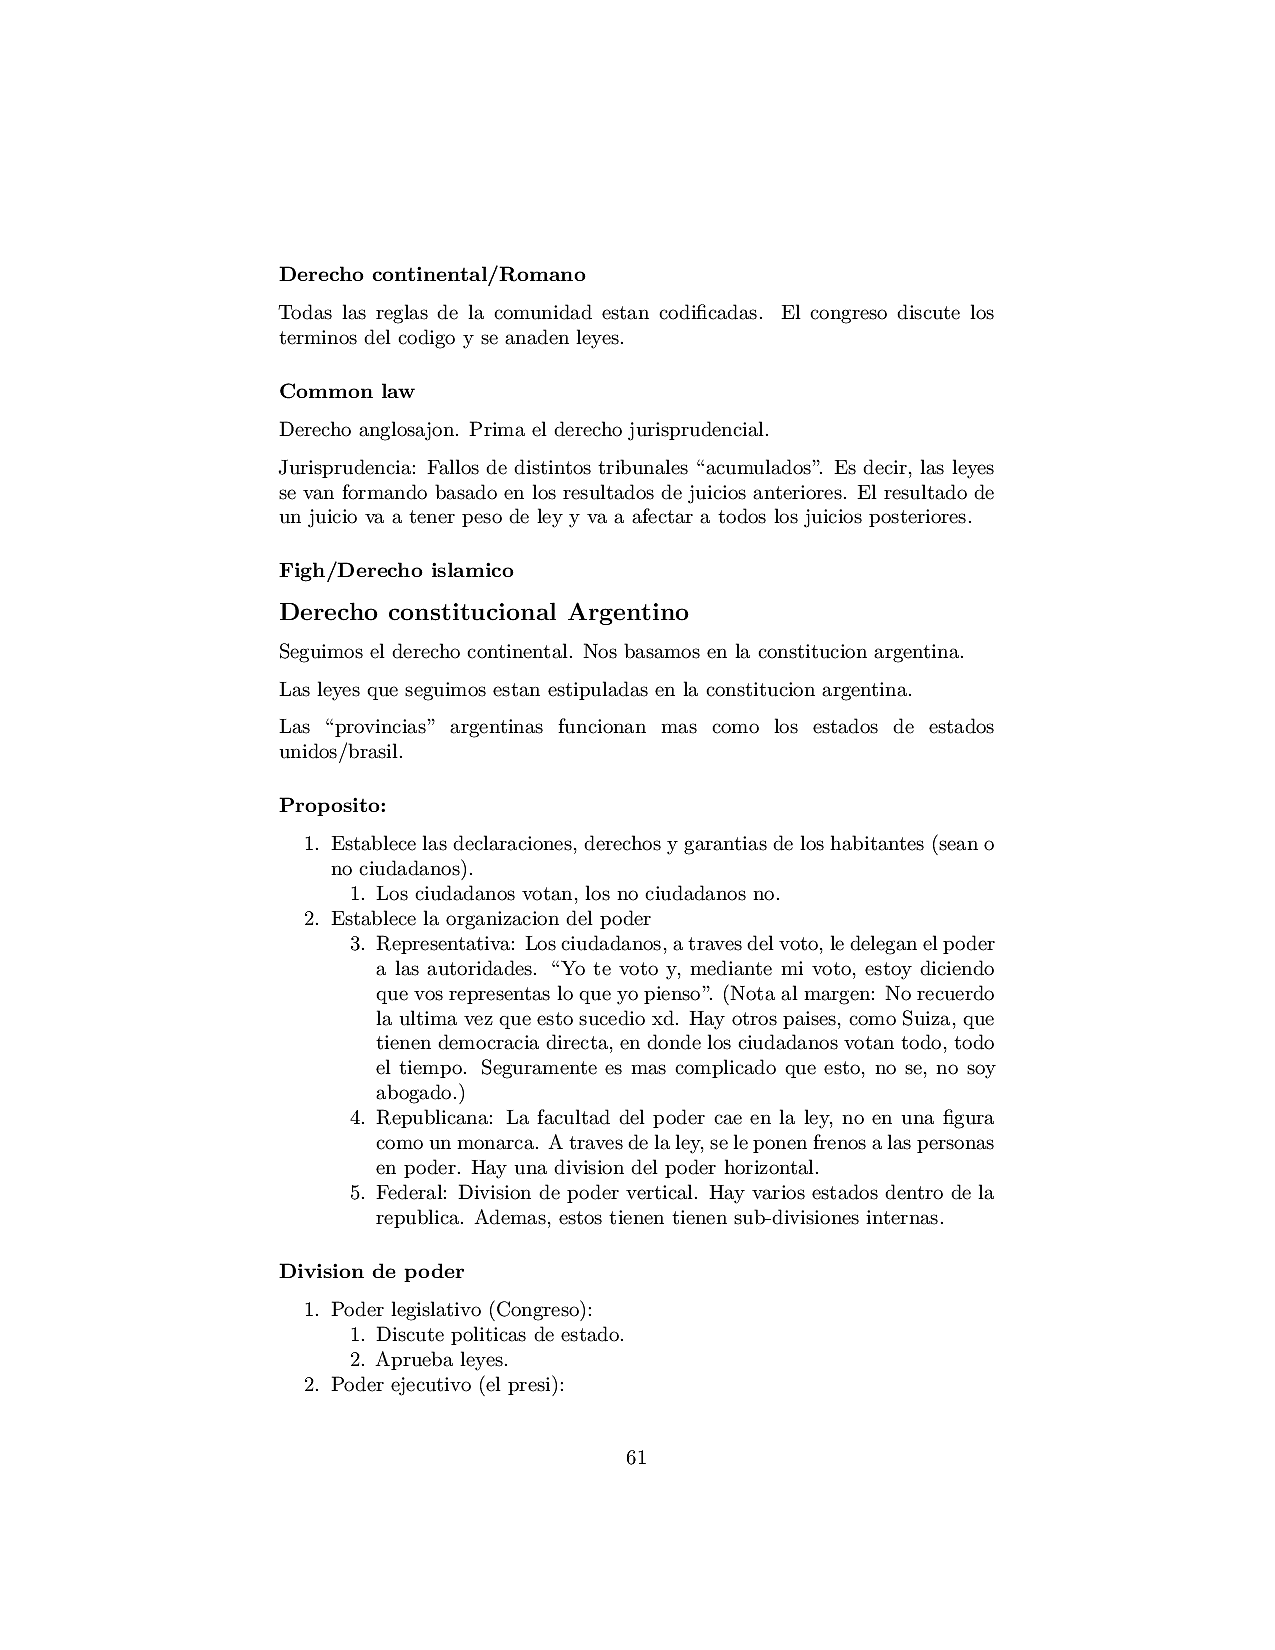 Derecho continental/Romano
Todas las reglas de la comunidad estan codificadas. El congreso discute los
terminos del codigo y se anaden leyes.
Common law
Derecho anglosajon. Prima el derecho jurisprudencial.
Jurisprudencia: Fallos de distintos tribunales “acumulados”. Es decir, las leyes
se van formando basado en los resultados de juicios anteriores. El resultado de
un juicio va a tener peso de ley y va a afectar a todos los juicios posteriores.
Figh/Derecho islamico
Derecho constitucional Argentino
Seguimos el derecho continental. Nos basamos en la constitucion argentina.
Las leyes que seguimos estan estipuladas en la constitucion argentina.
Las “provincias” argentinas funcionan mas como los estados de estados
unidos/brasil.
Proposito:
1. Establece las declaraciones, derechos y garantias de los habitantes (sean o
no ciudadanos).
1. Los ciudadanos votan, los no ciudadanos no.
2. Establece la organizacion del poder
3. Representativa: Los ciudadanos, a traves del voto, le delegan el poder
a las autoridades. “Yo te voto y, mediante mi voto, estoy diciendo
que vos representas lo que yo pienso”. (Nota al margen: No recuerdo
la ultima vez que esto sucedio xd. Hay otros paises, como Suiza, que
tienen democracia directa, en donde los ciudadanos votan todo, todo
el tiempo. Seguramente es mas complicado que esto, no se, no soy
abogado.)
4. Republicana: La facultad del poder cae en la ley, no en una figura
como un monarca. A traves de la ley, se le ponen frenos a las personas
en poder. Hay una division del poder horizontal.
5. Federal: Division de poder vertical. Hay varios estados dentro de la
republica. Ademas, estos tienen tienen sub-divisiones internas.
Division de poder
1. Poder legislativo (Congreso):
1. Discute politicas de estado.
2. Aprueba leyes.
2. Poder ejecutivo (el presi):
61